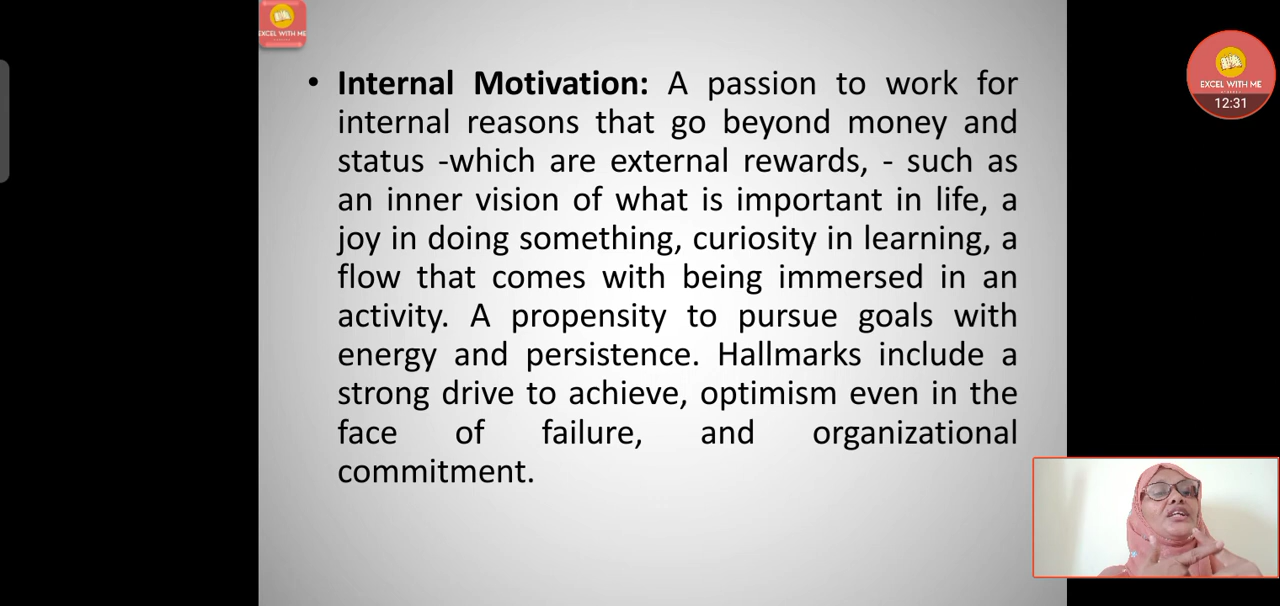 EXCEL WITH ME
• Internal Motivation: A passion to work for
internal reasons that go beyond money and
status -which are external rewards, - such as
an inner vision of what is important in life, a
joy in doing something, curiosity in learning, a
flow that comes with being immersed in an
activity. A propensity to pursue goals with
energy and persistence. Hallmarks include a
strong drive to achieve, optimism even in the
face of failure, and organizational
commitment.
EXCEL WITH ME
12:31